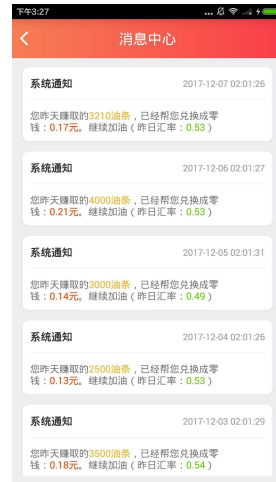 下午3:27
消息中心
系统通知 2017-12-07 02:01:26
您昨天赚取的3210油条，已经帮您兑换成零
钱：0.17元。继续加油（昨日汇率：0.53）
系统通知 2017-12-06 02:01:27
您昨天赚取的4000油条，已经帮您兑换成零
钱：0.21元。继续加油（昨日汇率：0.53）
系统通知 2017-12-05 02:01:31
您昨天赚取的3000油条，已经帮您兑换成零
钱：0.14元。继续加油（昨日汇率：0.49）
系统通知 2017-12-04 02:01:26
您昨天赚取的2500油条，已经帮您兑换成零
钱：0.13元。继续加油（昨日汇率：0.53）
系统通知 2017-12-03 02:01:29
您昨天赚取的3500油条，已经帮您兑换成零
钱：0.18元。继续加油（昨日汇率：0.54）